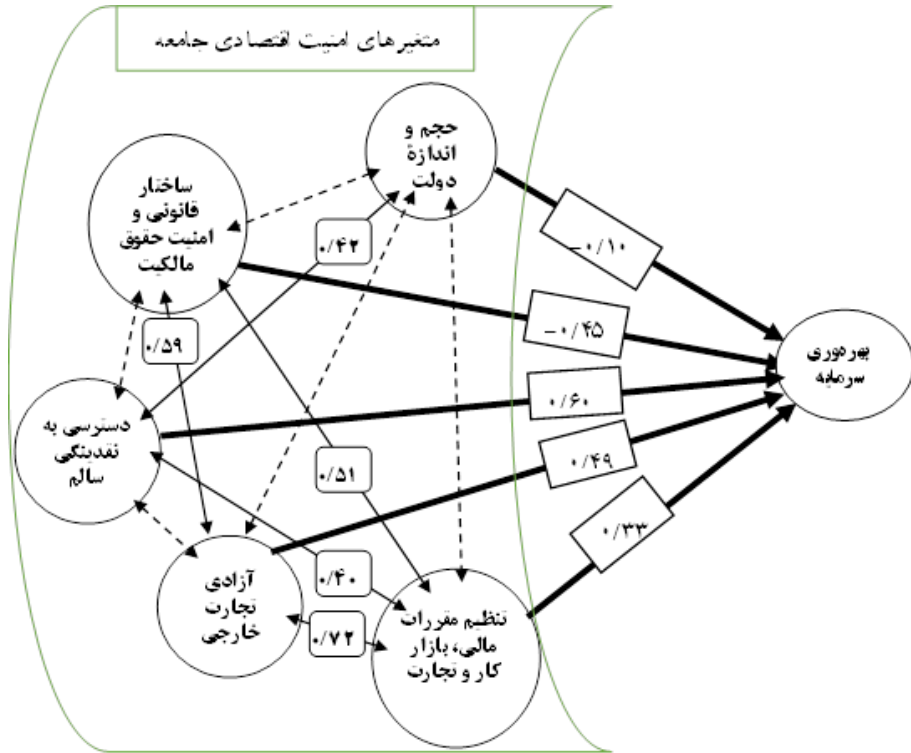 متغیرهای امنیت اقتصادی جامعه
حجم و
اندازهٔ
دولت
ساختار
قانونی و
امنیت حقوق
مالکیت
۰/۴۲
−۰/۱۰
−۰/۴۵
۰/۵۹
بهره‌وری
سرمایه
۰/۶۰
دسترسی به
نقدینگی
سالم
۰/۴۹
۰/۵۱
۰/۳۳
آزادی
تجارت
خارجی
۰/۴۰
۰/۷۲
تنظیم مقررات
مالی، بازار
کار و تجارت